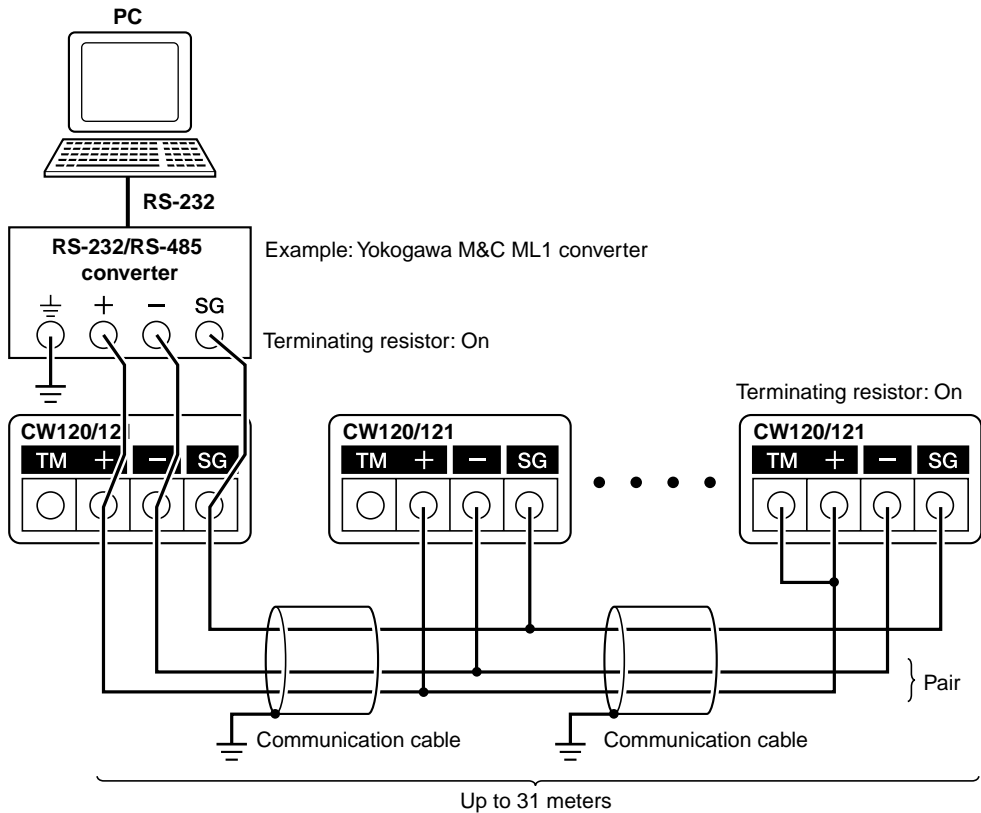 PC
RS-232
RS-232/RS-485
converter
Example: Yokogawa M&C ML1 converter
+ − SG
Terminating resistor: On
Terminating resistor: On
CW120/121
TM + − SG
CW120/121
TM + − SG
CW120/121
TM + − SG
Pair
Communication cable
Communication cable
Up to 31 meters